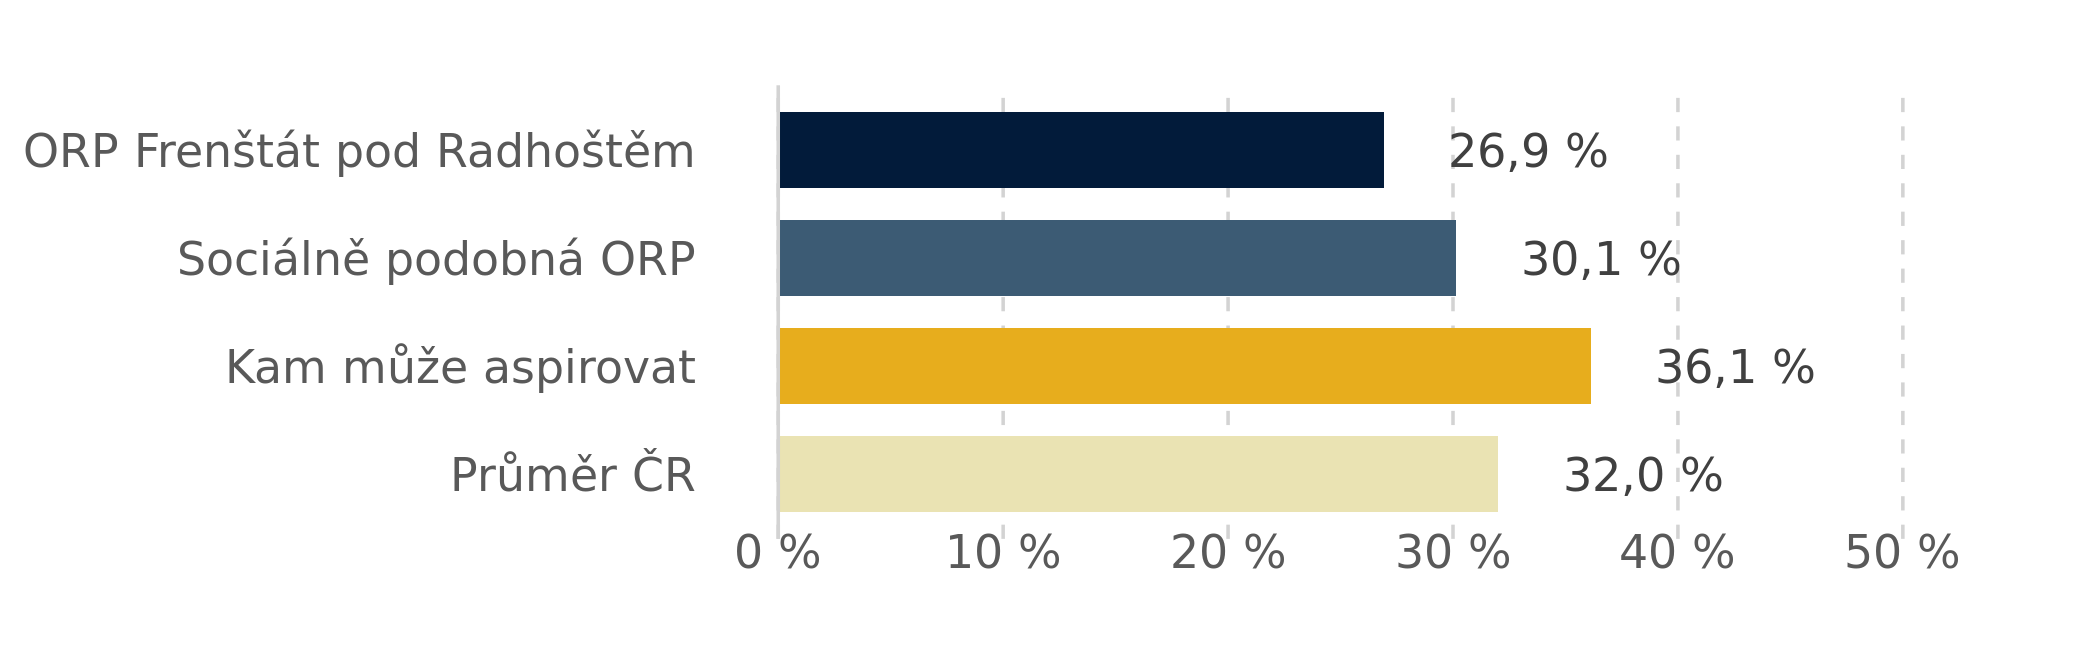 ORP Frenštát pod Radhoštěm 26,9 %
Sociálně podobná ORP 30,1 %
Kam může aspirovat 36,1 %
Průměr ČR 32,0 %
0 % 10 % 20 % 30 % 40 % 50 %